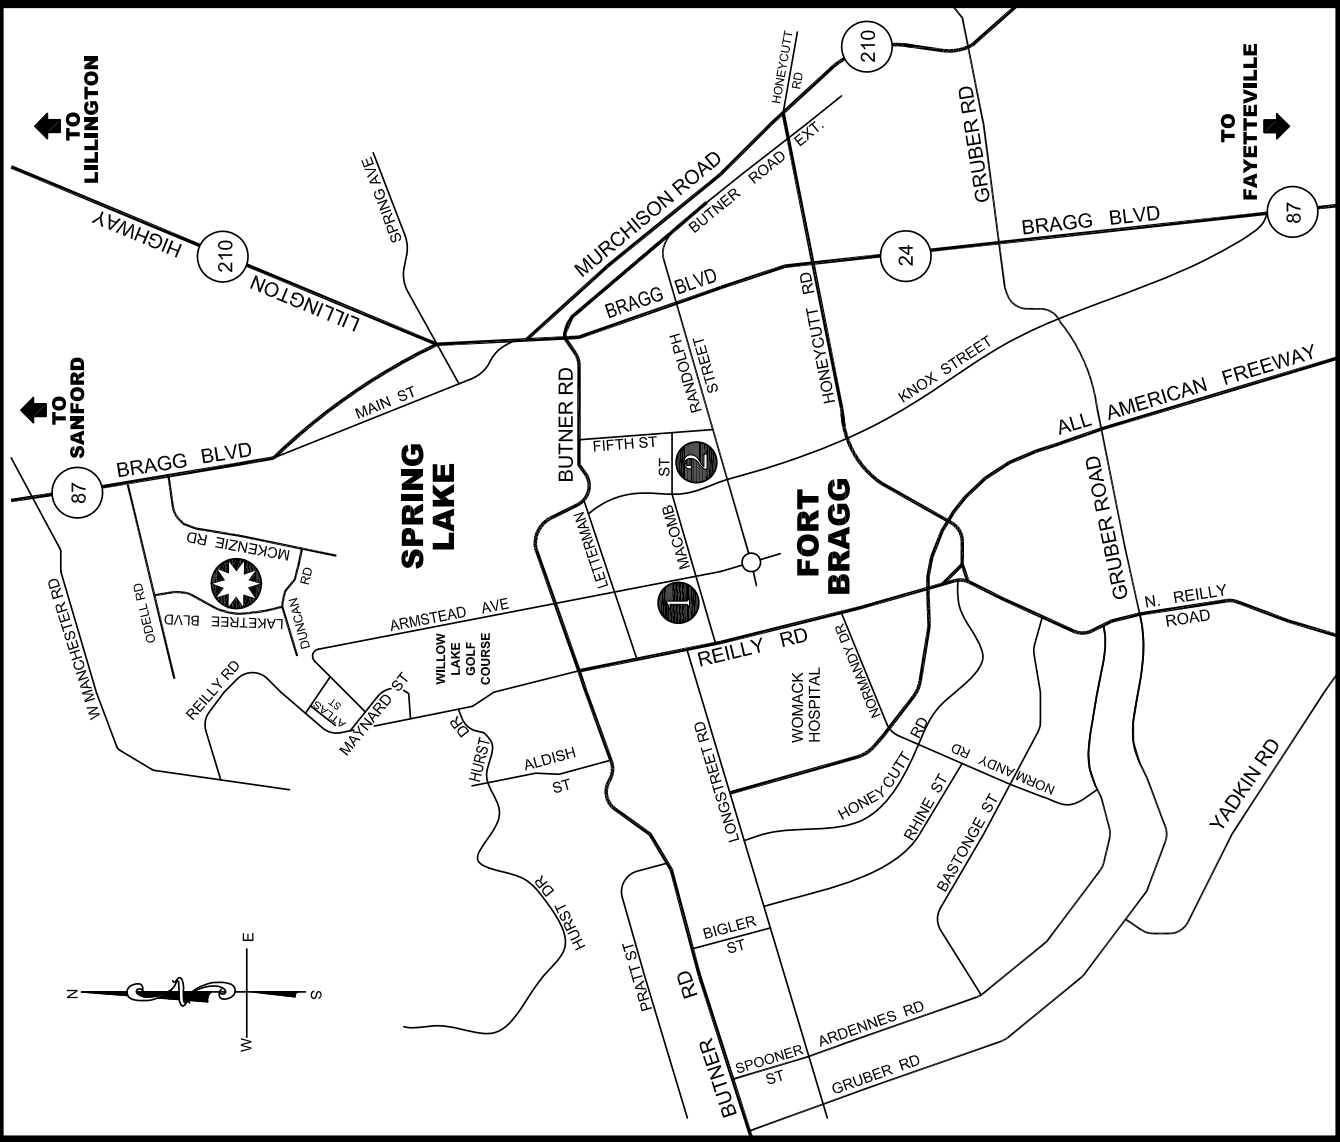 TO
LILLINGTON
HIGHWAY
210
LILLINGTON
SPRING AVE
TO
SANFORD
87
BRAGG BLVD
MAIN ST
MURCHISON ROAD
HONEYCUTT
RD
210
BUTNER ROAD EXT.
BRAGG BLVD
GRUBER RD
TO
FAYETTEVILLE
87
BRAGG BLVD
24
HONEYCUTT RD
RANDOLPH
STREET
KNOX STREET
ALL AMERICAN FREEWAY
BUTNER RD
FIFTH ST
ST
2
MACOMB
LETTERMAN
SPRING
LAKE
FORT
BRAGG
GRUBER ROAD
MCKENZIE RD
ODELL RD
LAKETREE BLVD
DUNCAN RD
W MANCHESTER RD
REILLY RD
ATLAS
ST
MAYNARD ST
ARMSTEAD AVE
WILLOW
LAKE
GOLF
COURSE
1
REILLY RD
N. REILLY
ROAD
WOMACK
HOSPITAL
NORMANDY DR
HURST DR
ALDISH
ST
LONGSTREET RD
HONEYCUTT RD
NORMANDY RD
RHINE ST
BASTONGE ST
YADKIN RD
HURST DR
PRATT ST
BIGLER
ST
BUTNER RD
SPOONER
ST
ARDENNES RD
GRUBER RD
N
E
S
W